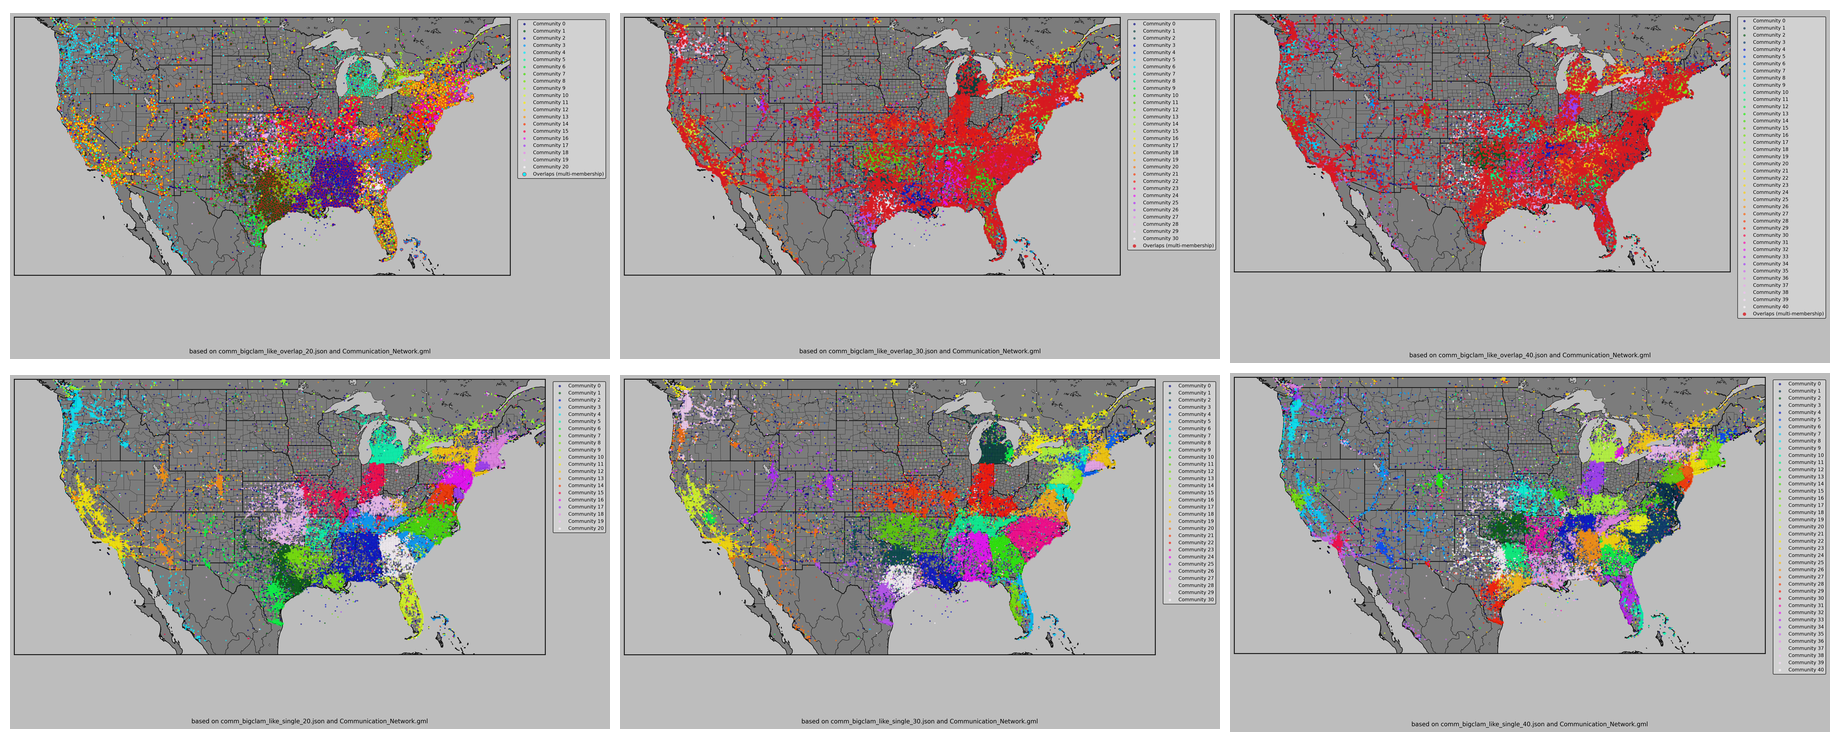 Community 0
Community 1
Community 2
Community 3
Community 4
Community 5
Community 6
Community 7
Community 8
Community 9
Community 10
Community 11
Community 12
Community 13
Community 14
Community 15
Community 16
Community 17
Community 18
Community 19
Community 20
Overlaps (multi-membership)
based on comm_bigclam_like_overlap_20.json and Communication_Network.gml
Community 0
Community 1
Community 2
Community 3
Community 4
Community 5
Community 6
Community 7
Community 8
Community 9
Community 10
Community 11
Community 12
Community 13
Community 14
Community 15
Community 16
Community 17
Community 18
Community 19
Community 20
Community 21
Community 22
Community 23
Community 24
Community 25
Community 26
Community 27
Community 28
Community 29
Community 30
Overlaps (multi-membership)
based on comm_bigclam_like_overlap_30.json and Communication_Network.gml
Community 0
Community 1
Community 2
Community 3
Community 4
Community 5
Community 6
Community 7
Community 8
Community 9
Community 10
Community 11
Community 12
Community 13
Community 14
Community 15
Community 16
Community 17
Community 18
Community 19
Community 20
Community 21
Community 22
Community 23
Community 24
Community 25
Community 26
Community 27
Community 28
Community 29
Community 30
Community 31
Community 32
Community 33
Community 34
Community 35
Community 36
Community 37
Community 38
Community 39
Community 40
Overlaps (multi-membership)
based on comm_bigclam_like_overlap_40.json and Communication_Network.gml
Community 0
Community 1
Community 2
Community 3
Community 4
Community 5
Community 6
Community 7
Community 8
Community 9
Community 10
Community 11
Community 12
Community 13
Community 14
Community 15
Community 16
Community 17
Community 18
Community 19
Community 20
based on comm_bigclam_like_single_20.json and Communication_Network.gml
Community 0
Community 1
Community 2
Community 3
Community 4
Community 5
Community 6
Community 7
Community 8
Community 9
Community 10
Community 11
Community 12
Community 13
Community 14
Community 15
Community 16
Community 17
Community 18
Community 19
Community 20
Community 21
Community 22
Community 23
Community 24
Community 25
Community 26
Community 27
Community 28
Community 29
Community 30
based on comm_bigclam_like_single_30.json and Communication_Network.gml
Community 0
Community 1
Community 2
Community 3
Community 4
Community 5
Community 6
Community 7
Community 8
Community 9
Community 10
Community 11
Community 12
Community 13
Community 14
Community 15
Community 16
Community 17
Community 18
Community 19
Community 20
Community 21
Community 22
Community 23
Community 24
Community 25
Community 26
Community 27
Community 28
Community 29
Community 30
Community 31
Community 32
Community 33
Community 34
Community 35
Community 36
Community 37
Community 38
Community 39
Community 40
based on comm_bigclam_like_single_40.json and Communication_Network.gml